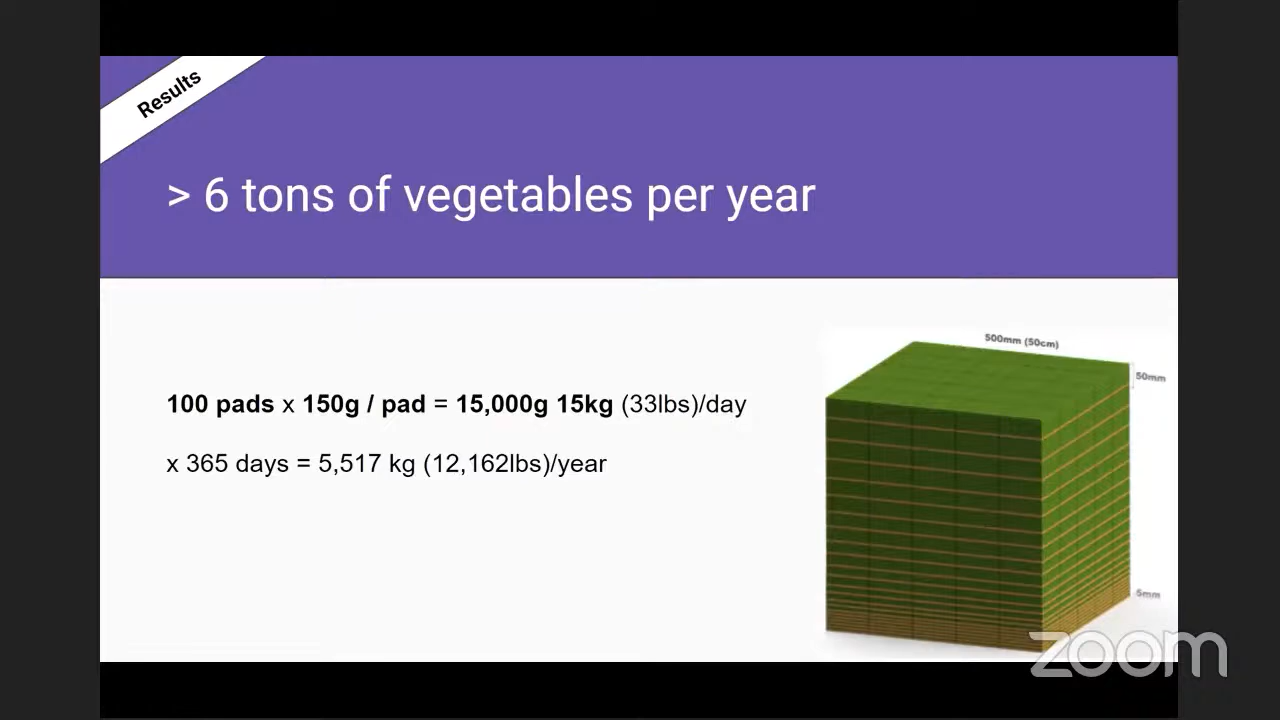 Results
> 6 tons of vegetables per year
500mm (50cm)
50mm
100 pads x 150g / pad = 15,000g 15kg (33lbs)/day
x 365 days = 5,517 kg (12,162lbs)/year
5mm
zoom